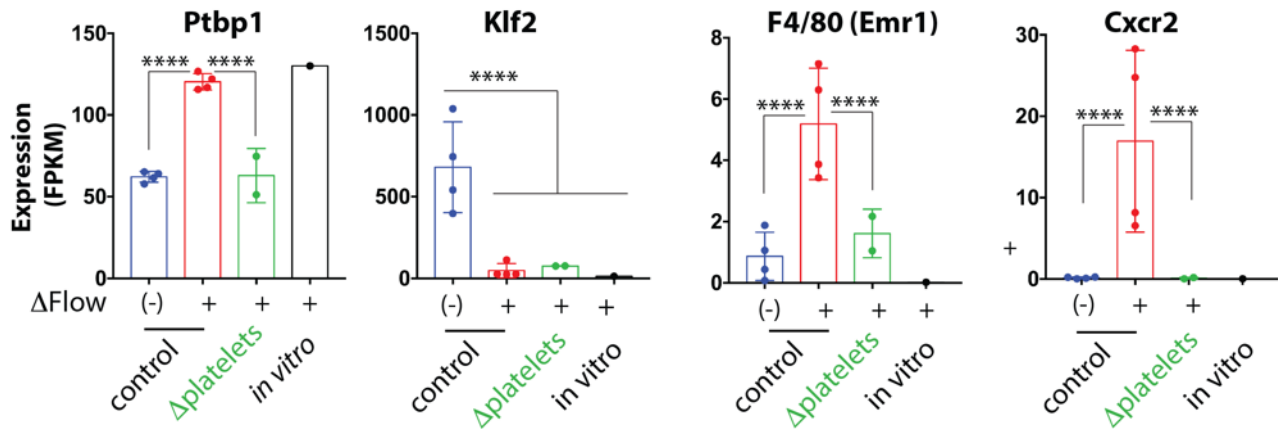 Ptbp1
Klf2
F4/80 (Emr1)
Cxcr2
Expression
(FPKM)
150
100
50
0
**** ****
1500
1000
500
0
****
8
6
4
2
0
**** ****
30
20
10
0
+
**** ****
ΔFlow (-) + + +
(-) + + +
(-) + + +
(-) + + +
control
Δplatelets
in vitro
control
Δplatelets
in vitro
control
Δplatelets
in vitro
control
Δplatelets
in vitro